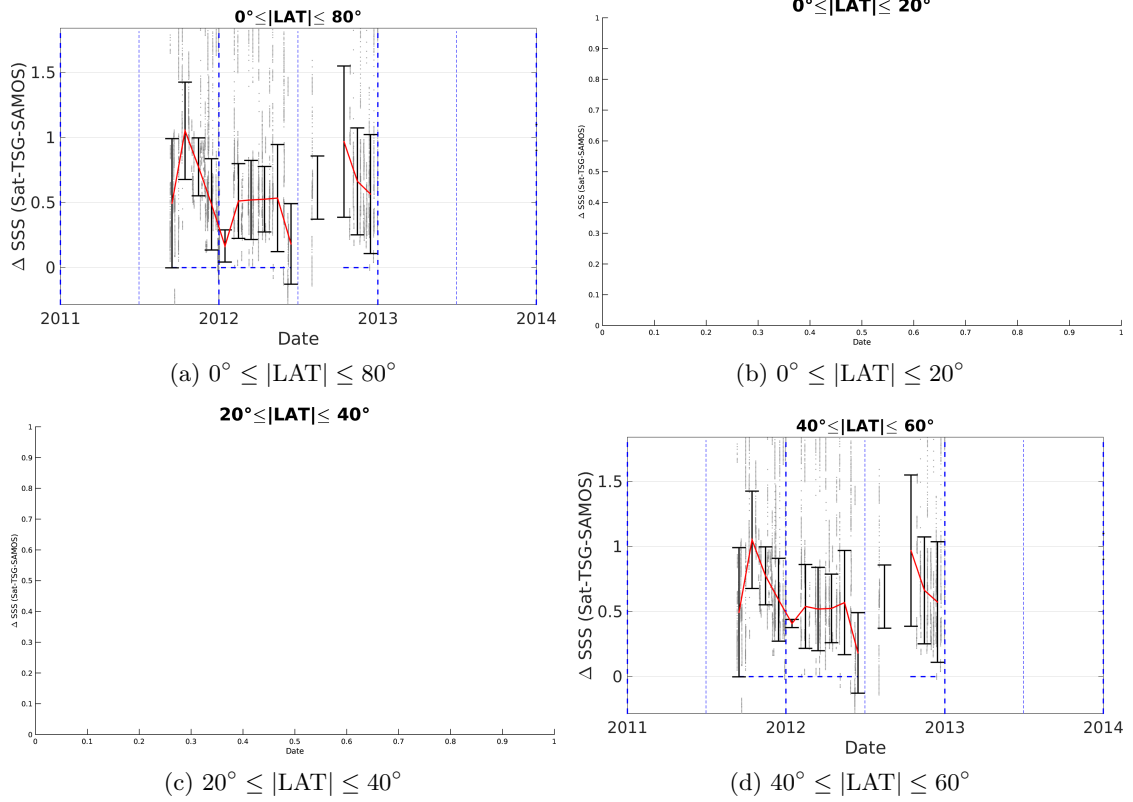 0°≤|LAT|≤ 80°
Δ SSS (Sat-TSG-SAMOS)
1.5
1
0.5
0
2011 2012 2013 2014
Date
(a) 0° ≤ |LAT| ≤ 80°
0°≤|LAT|≤ 20°
Δ SSS (Sat-TSG-SAMOS)
1
0.9
0.8
0.7
0.6
0.5
0.4
0.3
0.2
0.1
0
0 0.1 0.2 0.3 0.4 0.5 0.6 0.7 0.8 0.9 1
Date
(b) 0° ≤ |LAT| ≤ 20°
20°≤|LAT|≤ 40°
Δ SSS (Sat-TSG-SAMOS)
1
0.9
0.8
0.7
0.6
0.5
0.4
0.3
0.2
0.1
0
0 0.1 0.2 0.3 0.4 0.5 0.6 0.7 0.8 0.9 1
Date
(c) 20° ≤ |LAT| ≤ 40°
40°≤|LAT|≤ 60°
Δ SSS (Sat-TSG-SAMOS)
1.5
1
0.5
0
2011 2012 2013 2014
Date
(d) 40° ≤ |LAT| ≤ 60°